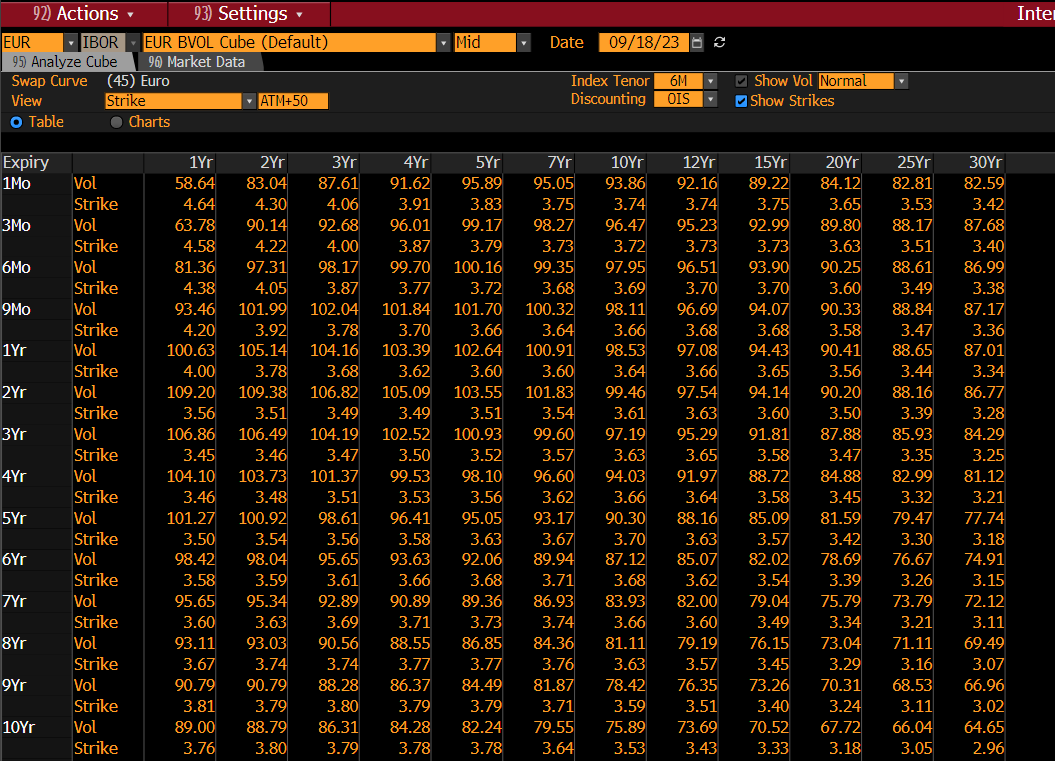 92) Actions ▾ 93) Settings ▾ Inter
EUR IBOR EUR BVOL Cube (Default) Mid Date 09/18/23
95) Analyze Cube 96) Market Data
Swap Curve (45) Euro Index Tenor 6M Show Vol Normal
View Strike ATM+50 Discounting OIS Show Strikes
Table Charts
Expiry 1Yr 2Yr 3Yr 4Yr 5Yr 7Yr 10Yr 12Yr 15Yr 20Yr 25Yr 30Yr
1Mo Vol 58.64 83.04 87.61 91.62 95.89 95.05 93.86 92.16 89.22 84.12 82.81 82.59
Strike 4.64 4.30 4.06 3.91 3.83 3.75 3.74 3.74 3.75 3.65 3.53 3.42
3Mo Vol 63.78 90.14 92.68 96.01 99.17 98.27 96.47 95.23 92.99 89.80 88.17 87.68
Strike 4.58 4.22 4.00 3.87 3.79 3.73 3.72 3.73 3.73 3.63 3.51 3.40
6Mo Vol 81.36 97.31 98.17 99.70 100.16 99.35 97.95 96.51 93.90 90.25 88.61 86.99
Strike 4.38 4.05 3.87 3.77 3.72 3.68 3.69 3.70 3.70 3.60 3.49 3.38
9Mo Vol 93.46 101.99 102.04 101.84 101.70 100.32 98.11 96.69 94.07 90.33 88.84 87.17
Strike 4.20 3.92 3.78 3.70 3.66 3.64 3.66 3.68 3.68 3.58 3.47 3.36
1Yr Vol 100.63 105.14 104.16 103.39 102.64 100.91 98.53 97.08 94.43 90.41 88.65 87.01
Strike 4.00 3.78 3.68 3.62 3.60 3.60 3.64 3.66 3.65 3.56 3.44 3.34
2Yr Vol 109.20 109.38 106.82 105.09 103.55 101.83 99.46 97.54 94.14 90.20 88.16 86.77
Strike 3.56 3.51 3.49 3.49 3.51 3.54 3.61 3.63 3.60 3.50 3.39 3.28
3Yr Vol 106.86 106.49 104.19 102.52 100.93 99.60 97.19 95.29 91.81 87.88 85.93 84.29
Strike 3.45 3.46 3.47 3.50 3.52 3.57 3.63 3.65 3.58 3.47 3.35 3.25
4Yr Vol 104.10 103.73 101.37 99.53 98.10 96.60 94.03 91.97 88.72 84.88 82.99 81.12
Strike 3.46 3.48 3.51 3.53 3.56 3.62 3.66 3.64 3.58 3.45 3.32 3.21
5Yr Vol 101.27 100.92 98.61 96.41 95.05 93.17 90.30 88.16 85.09 81.59 79.47 77.74
Strike 3.50 3.54 3.56 3.58 3.63 3.67 3.70 3.63 3.57 3.42 3.30 3.18
6Yr Vol 98.42 98.04 95.65 93.63 92.06 89.94 87.12 85.07 82.02 78.69 76.67 74.91
Strike 3.58 3.59 3.61 3.66 3.68 3.71 3.68 3.62 3.54 3.39 3.26 3.15
7Yr Vol 95.65 95.34 92.89 90.89 89.36 86.93 83.93 82.00 79.04 75.79 73.79 72.12
Strike 3.60 3.63 3.69 3.71 3.73 3.74 3.66 3.60 3.49 3.34 3.21 3.11
8Yr Vol 93.11 93.03 90.56 88.55 86.85 84.36 81.11 79.19 76.15 73.04 71.11 69.49
Strike 3.67 3.74 3.74 3.77 3.77 3.76 3.63 3.57 3.45 3.29 3.16 3.07
9Yr Vol 90.79 90.79 88.28 86.37 84.49 81.87 78.42 76.35 73.26 70.31 68.53 66.96
Strike 3.81 3.79 3.80 3.79 3.79 3.71 3.59 3.51 3.40 3.24 3.11 3.02
10Yr Vol 89.00 88.79 86.31 84.28 82.24 79.55 75.89 73.69 70.52 67.72 66.04 64.65
Strike 3.76 3.80 3.79 3.78 3.78 3.64 3.53 3.43 3.33 3.18 3.05 2.96